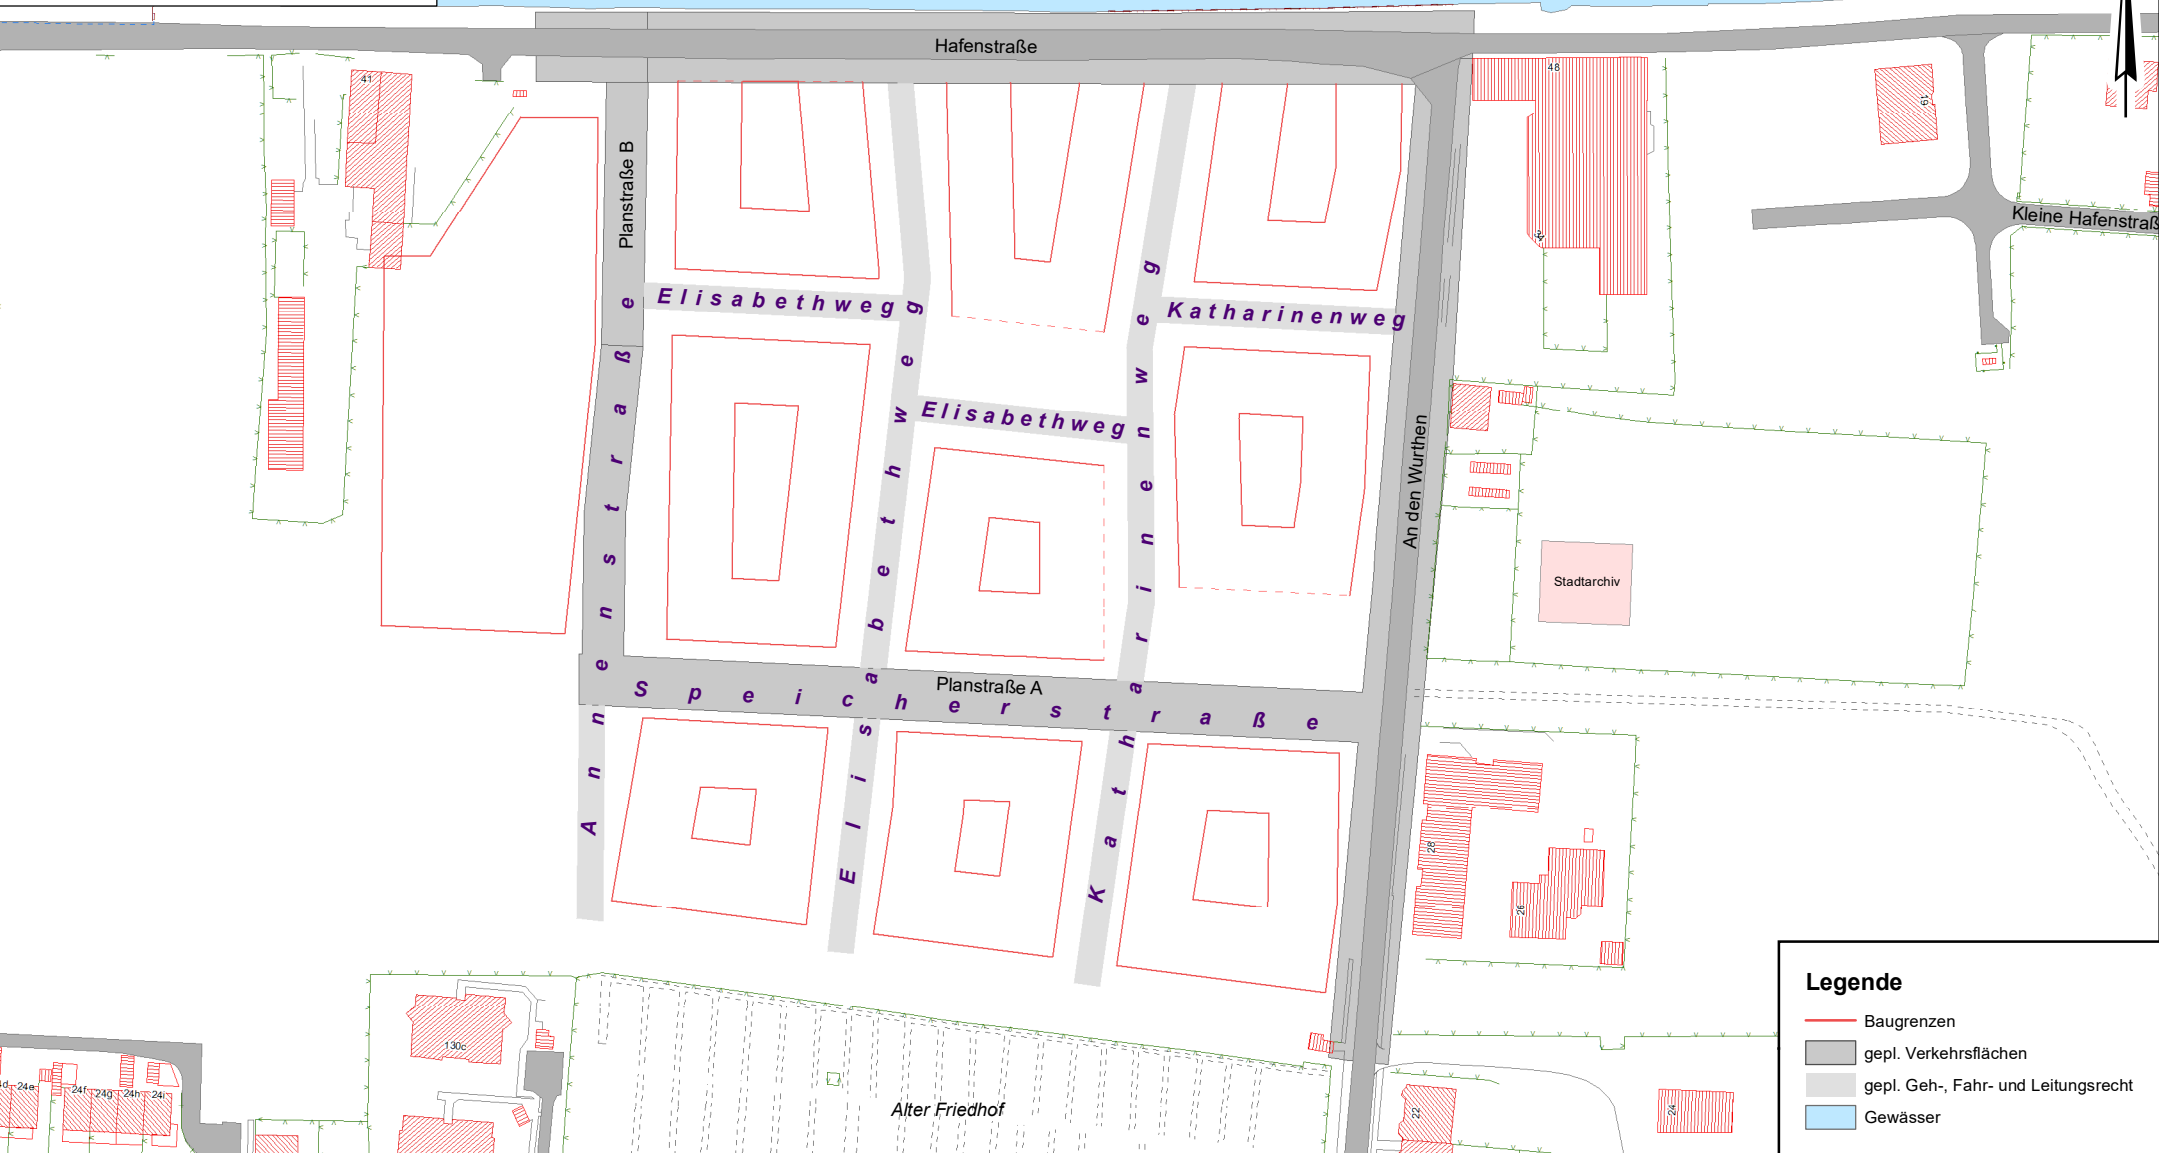 Hafenstraße
41
48
19
34
Kleine Hafenstraß
Planstraße B
Annenstraße
Elisabethweg
Elisabethweg
Katharinenweg
Elisabethweg
Katharinenweg
An den Wurthen
Stadtarchiv
Planstraße A
Speicherstraße
28
26
130c
24e
24f
24g
24h
24i
Alter Friedhof
22
24
Legende
Baugrenzen
gepl. Verkehrsflächen
gepl. Geh-, Fahr- und Leitungsrecht
Gewässer